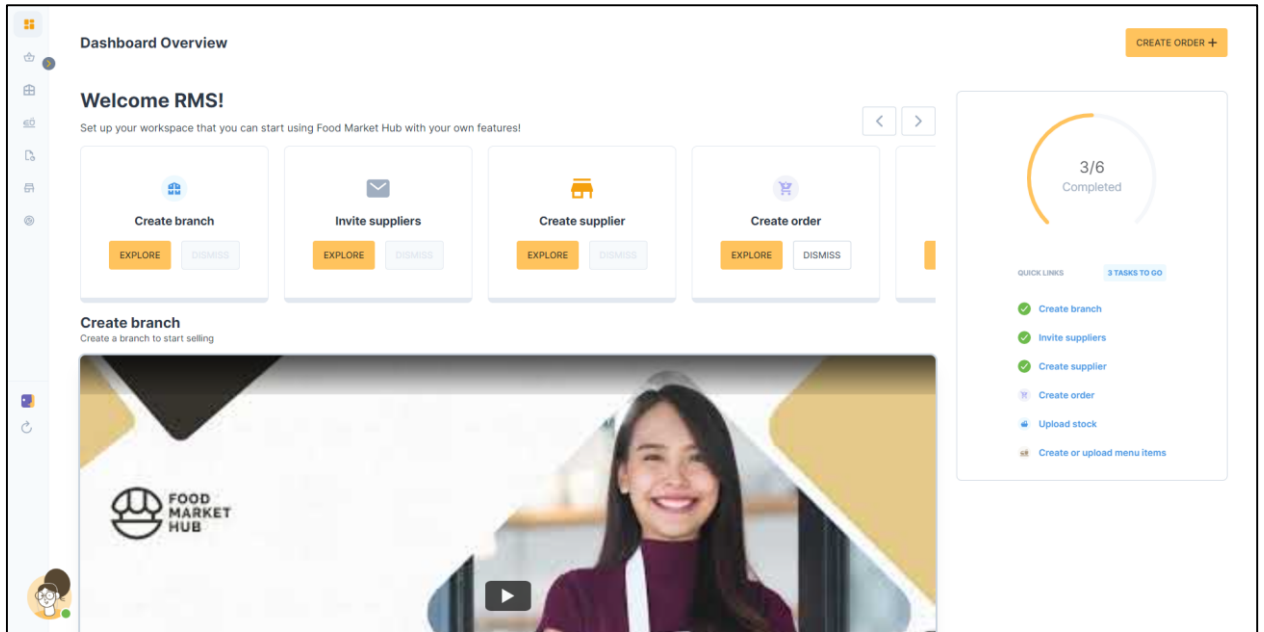 Dashboard Overview
CREATE ORDER +
Welcome RMS!
Set up your workspace that you can start using Food Market Hub with your own features!
Create branch
EXPLORE
DISMISS
Invite suppliers
EXPLORE
DISMISS
Create supplier
EXPLORE
DISMISS
Create order
EXPLORE
DISMISS
3/6
Completed
QUICK LINKS
3 TASKS TO GO
Create branch
Invite suppliers
Create supplier
Create order
Upload stock
Create or upload menu items
Create branch
Create a branch to start selling
FOOD
MARKET
HUB